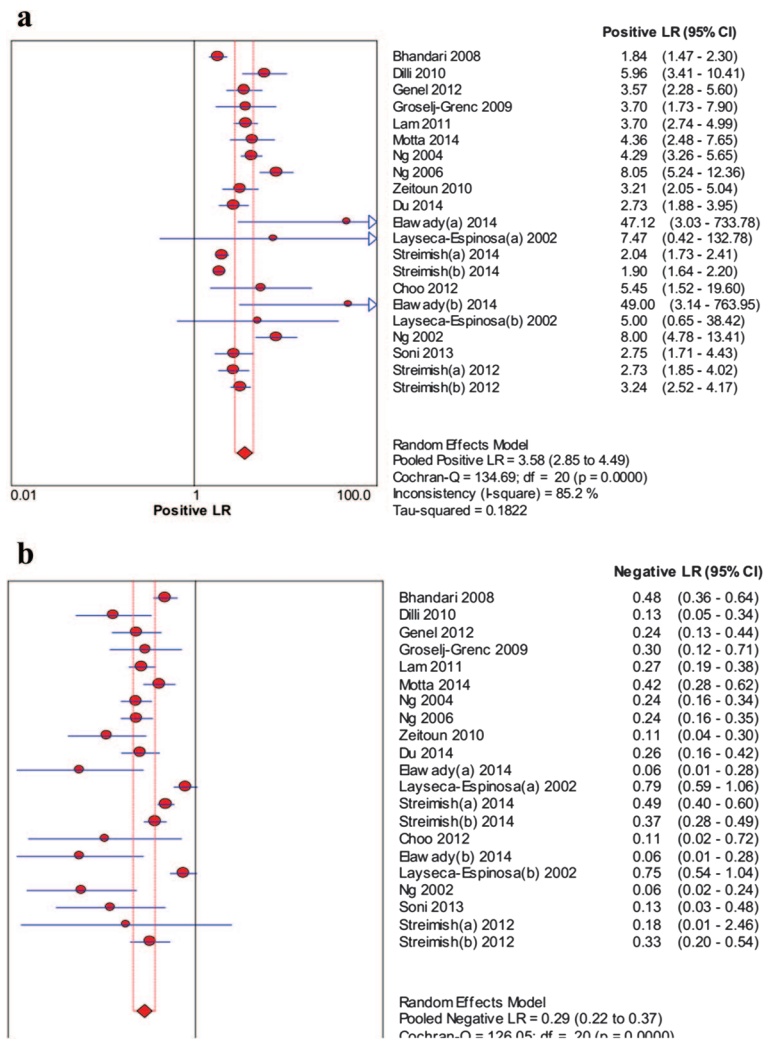 a
Positive LR (95% CI)
Bhandari 2008 1.84 (1.47 - 2.30)
Dilli 2010 5.96 (3.41 - 10.41)
Genel 2012 3.57 (2.28 - 5.60)
Groselj-Grenc 2009 3.70 (1.73 - 7.90)
Lam 2011 3.70 (2.74 - 4.99)
Motta 2014 4.36 (2.48 - 7.65)
Ng 2004 4.29 (3.26 - 5.65)
Ng 2006 8.05 (5.24 - 12.36)
Zeitoun 2010 3.21 (2.05 - 5.04)
Du 2014 2.73 (1.88 - 3.95)
Elawady(a) 2014 47.12 (3.03 - 733.78)
Layseca-Espinosa(a) 2002 7.47 (0.42 - 132.78)
Streimish(a) 2014 2.04 (1.73 - 2.41)
Streimish(b) 2014 1.90 (1.64 - 2.20)
Choo 2012 5.45 (1.52 - 19.60)
Elawady(b) 2014 49.00 (3.14 - 763.95)
Layseca-Espinosa(b) 2002 5.00 (0.65 - 38.42)
Ng 2002 8.00 (4.78 - 13.41)
Soni 2013 2.75 (1.71 - 4.43)
Streimish(a) 2012 2.73 (1.85 - 4.02)
Streimish(b) 2012 3.24 (2.52 - 4.17)
Random Effects Model
Pooled Positive LR = 3.58 (2.85 to 4.49)
Cochran-Q = 134.69; df = 20 (p = 0.0000)
Inconsistency (I-square) = 85.2 %
Tau-squared = 0.1822
0.01 1 100.0
Positive LR
b
Negative LR (95% CI)
Bhandari 2008 0.48 (0.36 - 0.64)
Dilli 2010 0.13 (0.05 - 0.34)
Genel 2012 0.24 (0.13 - 0.44)
Groselj-Grenc 2009 0.30 (0.12 - 0.71)
Lam 2011 0.27 (0.19 - 0.38)
Motta 2014 0.42 (0.28 - 0.62)
Ng 2004 0.24 (0.16 - 0.34)
Ng 2006 0.24 (0.16 - 0.35)
Zeitoun 2010 0.11 (0.04 - 0.30)
Du 2014 0.26 (0.16 - 0.42)
Elawady(a) 2014 0.06 (0.01 - 0.28)
Layseca-Espinosa(a) 2002 0.79 (0.59 - 1.06)
Streimish(a) 2014 0.49 (0.40 - 0.60)
Streimish(b) 2014 0.37 (0.28 - 0.49)
Choo 2012 0.11 (0.02 - 0.72)
Elawady(b) 2014 0.06 (0.01 - 0.28)
Layseca-Espinosa(b) 2002 0.75 (0.54 - 1.04)
Ng 2002 0.06 (0.02 - 0.24)
Soni 2013 0.13 (0.03 - 0.48)
Streimish(a) 2012 0.18 (0.01 - 2.46)
Streimish(b) 2012 0.33 (0.20 - 0.54)
Random Effects Model
Pooled Negative LR = 0.29 (0.22 to 0.37)
Cochran-Q = 126.05; df = 20 (p = 0.0000)